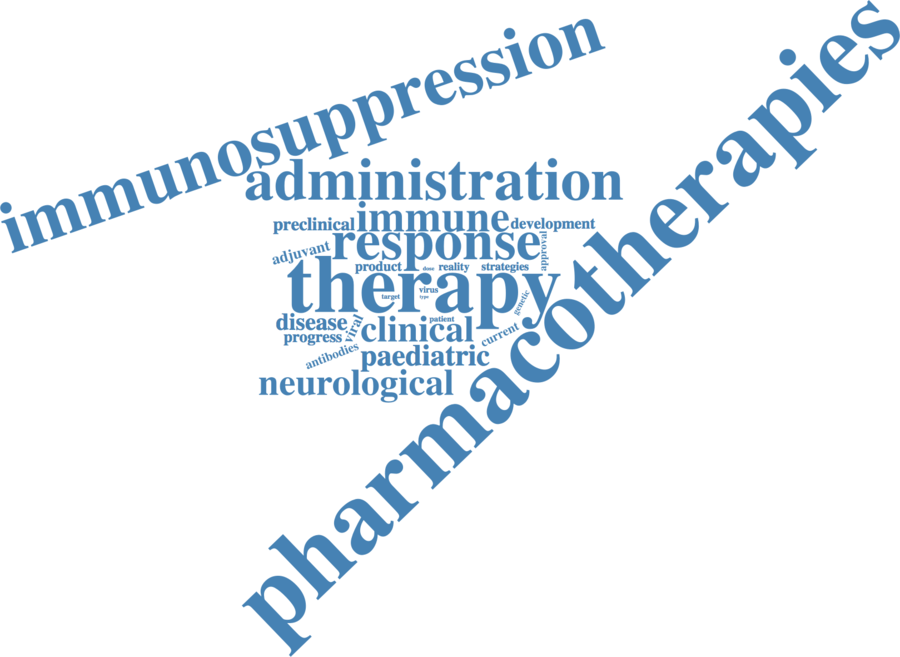 immunosuppression
administration
preclinical immune development
adjuvant response approval
product dose reality strategies
therapy
target virus type genetic
disease viral patient
progress clinical current
antibodies paediatric
neurological
pharmacotherapies